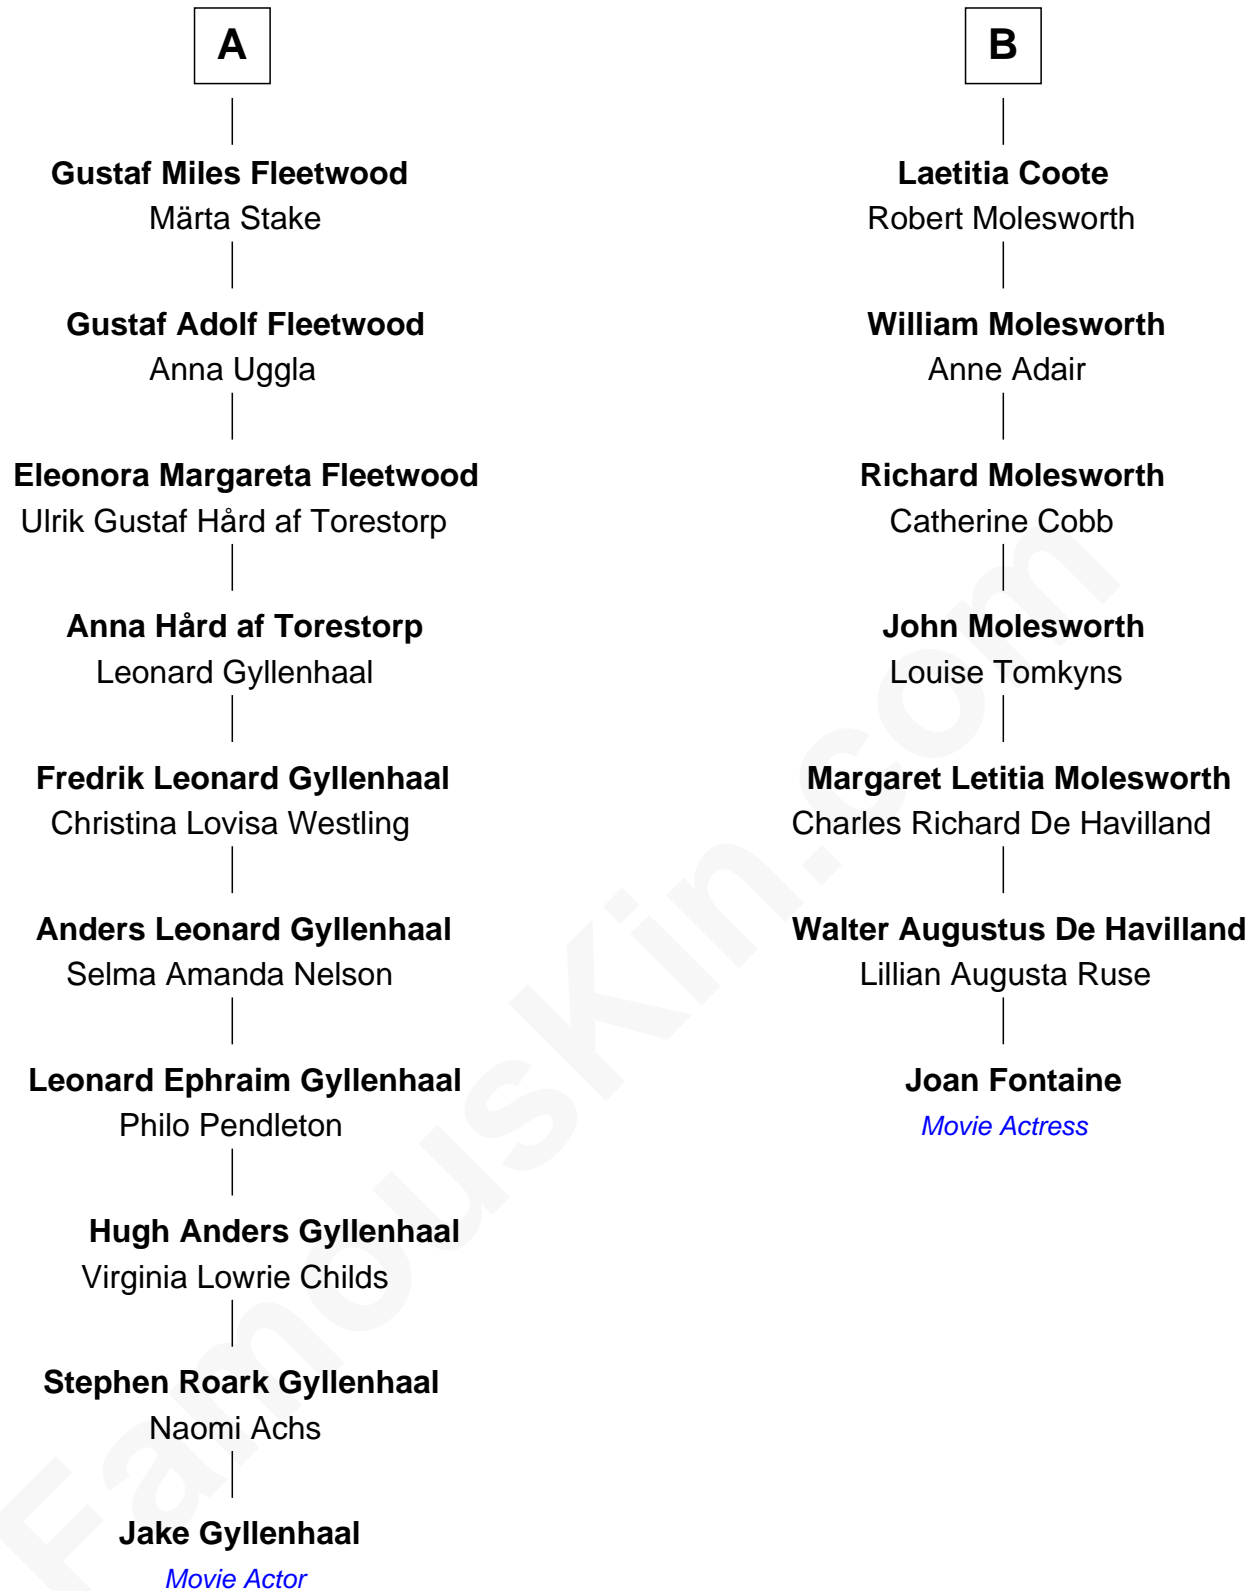 A
Gustaf Miles Fleetwood
Märta Stake
Gustaf Adolf Fleetwood
Anna Uggla
Eleonora Margareta Fleetwood
Ulrik Gustaf Hård af Torestorp
Anna Hård af Torestorp
Leonard Gyllenhaal
Fredrik Leonard Gyllenhaal
Christina Lovisa Westling
Anders Leonard Gyllenhaal
Selma Amanda Nelson
Leonard Ephraim Gyllenhaal
Philo Pendleton
Hugh Anders Gyllenhaal
Virginia Lowrie Childs
Stephen Roark Gyllenhaal
Naomi Achs
Jake Gyllenhaal
Movie Actor
B
Laetitia Coote
Robert Molesworth
William Molesworth
Anne Adair
Richard Molesworth
Catherine Cobb
John Molesworth
Louise Tomkyns
Margaret Letitia Molesworth
Charles Richard De Havilland
Walter Augustus De Havilland
Lillian Augusta Ruse
Joan Fontaine
Movie Actress
FamousKin.com